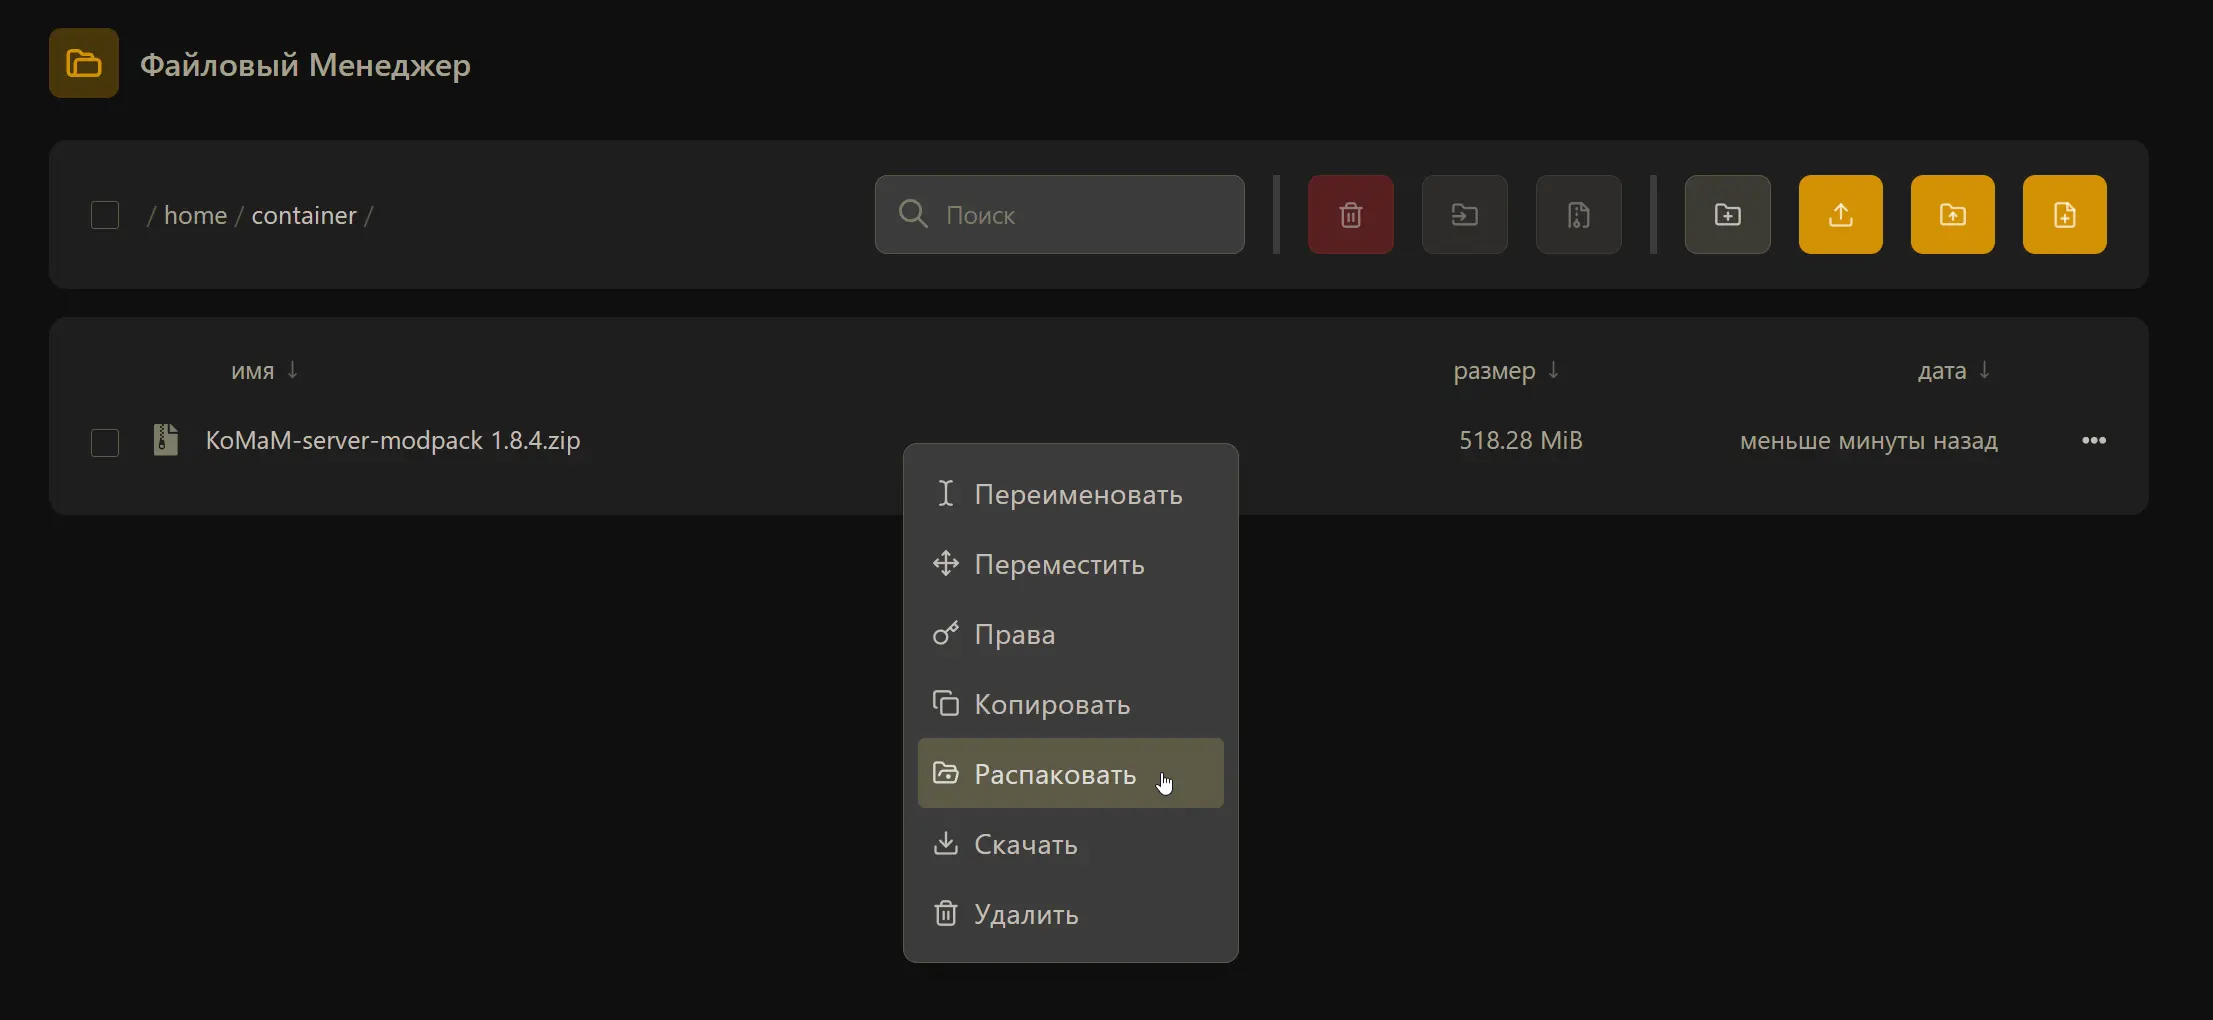 Файловый Менеджер
/ home / container /
Поиск
имя ↓ размер ↓ дата ↓
KoMaM-server-modpack 1.8.4.zip 518.28 MiB меньше минуты назад
Переименовать
Переместить
Права
Копировать
Распаковать
Скачать
Удалить